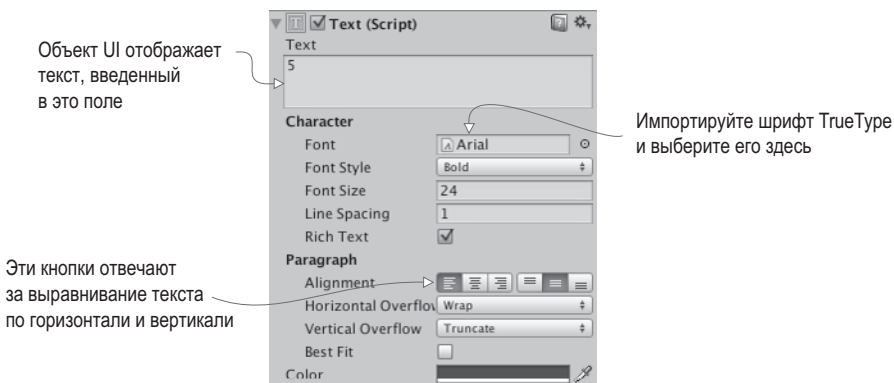 Text (Script)
Text
5
Объект UI отображает
текст, введенный
в это поле
Character
Font Arial
Font Style Bold
Font Size 24
Line Spacing 1
Rich Text
Импортируйте шрифт TrueType
и выберите его здесь
Paragraph
Alignment
Horizontal Overflov Wrap
Vertical Overflow Truncate
Best Fit
Color
Эти кнопки отвечают
за выравнивание текста
по горизонтали и вертикали